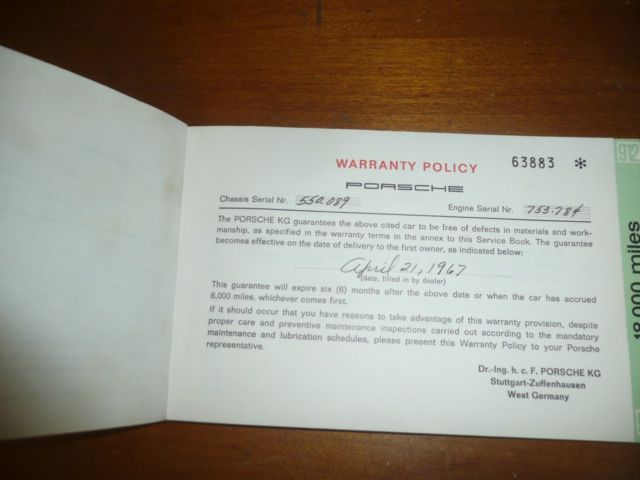 WARRANTY POLICY 63883 *
PORSCHE
Chassis Serial Nr. 550.089 Engine Serial Nr. 753.784
The PORSCHE KG guarantees the above cited car to be free of defects in materials and work-
manship, as specified in the warranty terms in the annex to this Service Book. The guarantee
becomes effective on the date of delivery to the first owner, as indicated below:
April 21, 1967
(date, filled in by dealer)
This guarantee will expire six (6) months after the above date or when the car has accrued
6,000 miles, whichever comes first.
If it should occur that you have reasons to take advantage of this warranty provision, despite
proper care and preventive maintenance inspections carried out according to the mandatory
maintenance and lubrication schedules, please present this Warranty Policy to your Porsche
representative.
Dr.-Ing. h. c. F. PORSCHE KG
Stuttgart-Zuffenhausen
West Germany
912
18,000 miles